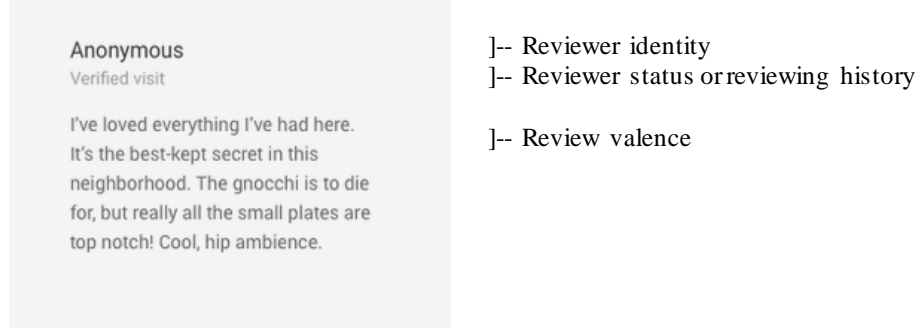 Anonymous
Verified visit
I've loved everything I've had here.
It's the best-kept secret in this
neighborhood. The gnocchi is to die
for, but really all the small plates are
top notch! Cool, hip ambience.
]-- Reviewer identity
]-- Reviewer status or reviewing history
]-- Review valence